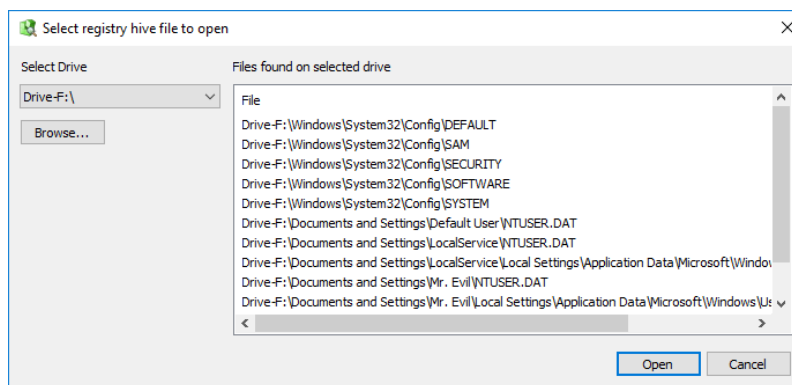 Select registry hive file to open
Select Drive
Files found on selected drive
Drive-F:\
File
Browse...
Drive-F:\Windows\System32\Config\DEFAULT
Drive-F:\Windows\System32\Config\SAM
Drive-F:\Windows\System32\Config\SECURITY
Drive-F:\Windows\System32\Config\SOFTWARE
Drive-F:\Windows\System32\Config\SYSTEM
Drive-F:\Documents and Settings\Default User\NTUSER.DAT
Drive-F:\Documents and Settings\LocalService\NTUSER.DAT
Drive-F:\Documents and Settings\LocalService\Local Settings\Application Data\Microsoft\Windo
Drive-F:\Documents and Settings\Mr. Evil\NTUSER.DAT
Drive-F:\Documents and Settings\Mr. Evil\Local Settings\Application Data\Microsoft\Windows\Us
Open
Cancel